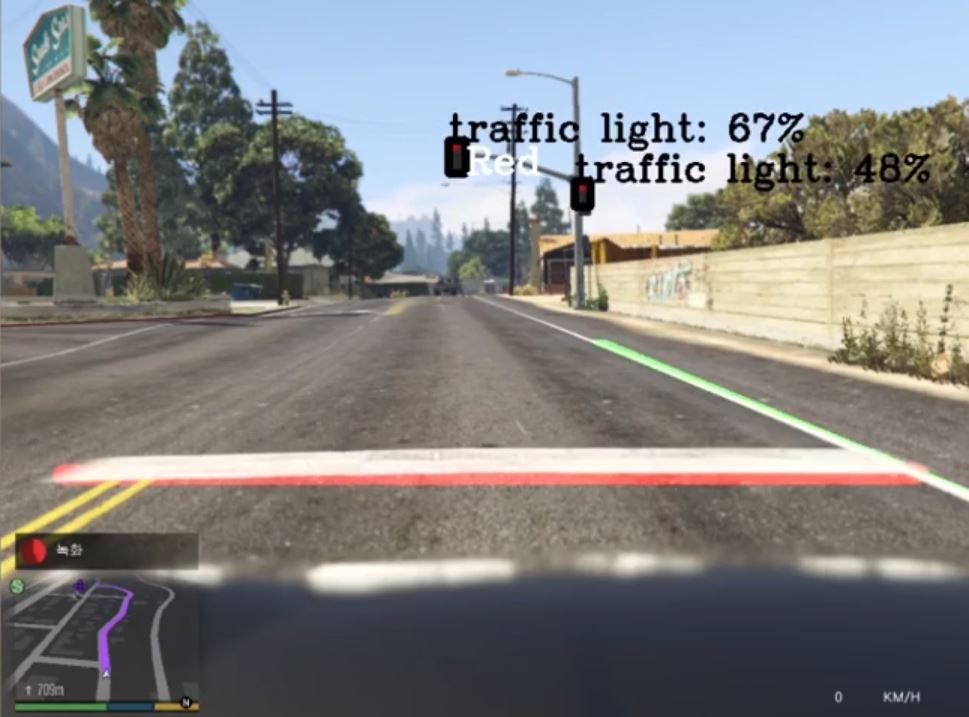 traffic light: 67%
Red
traffic light: 48%
녹화
S
↑ 709m
N
0 KM/H